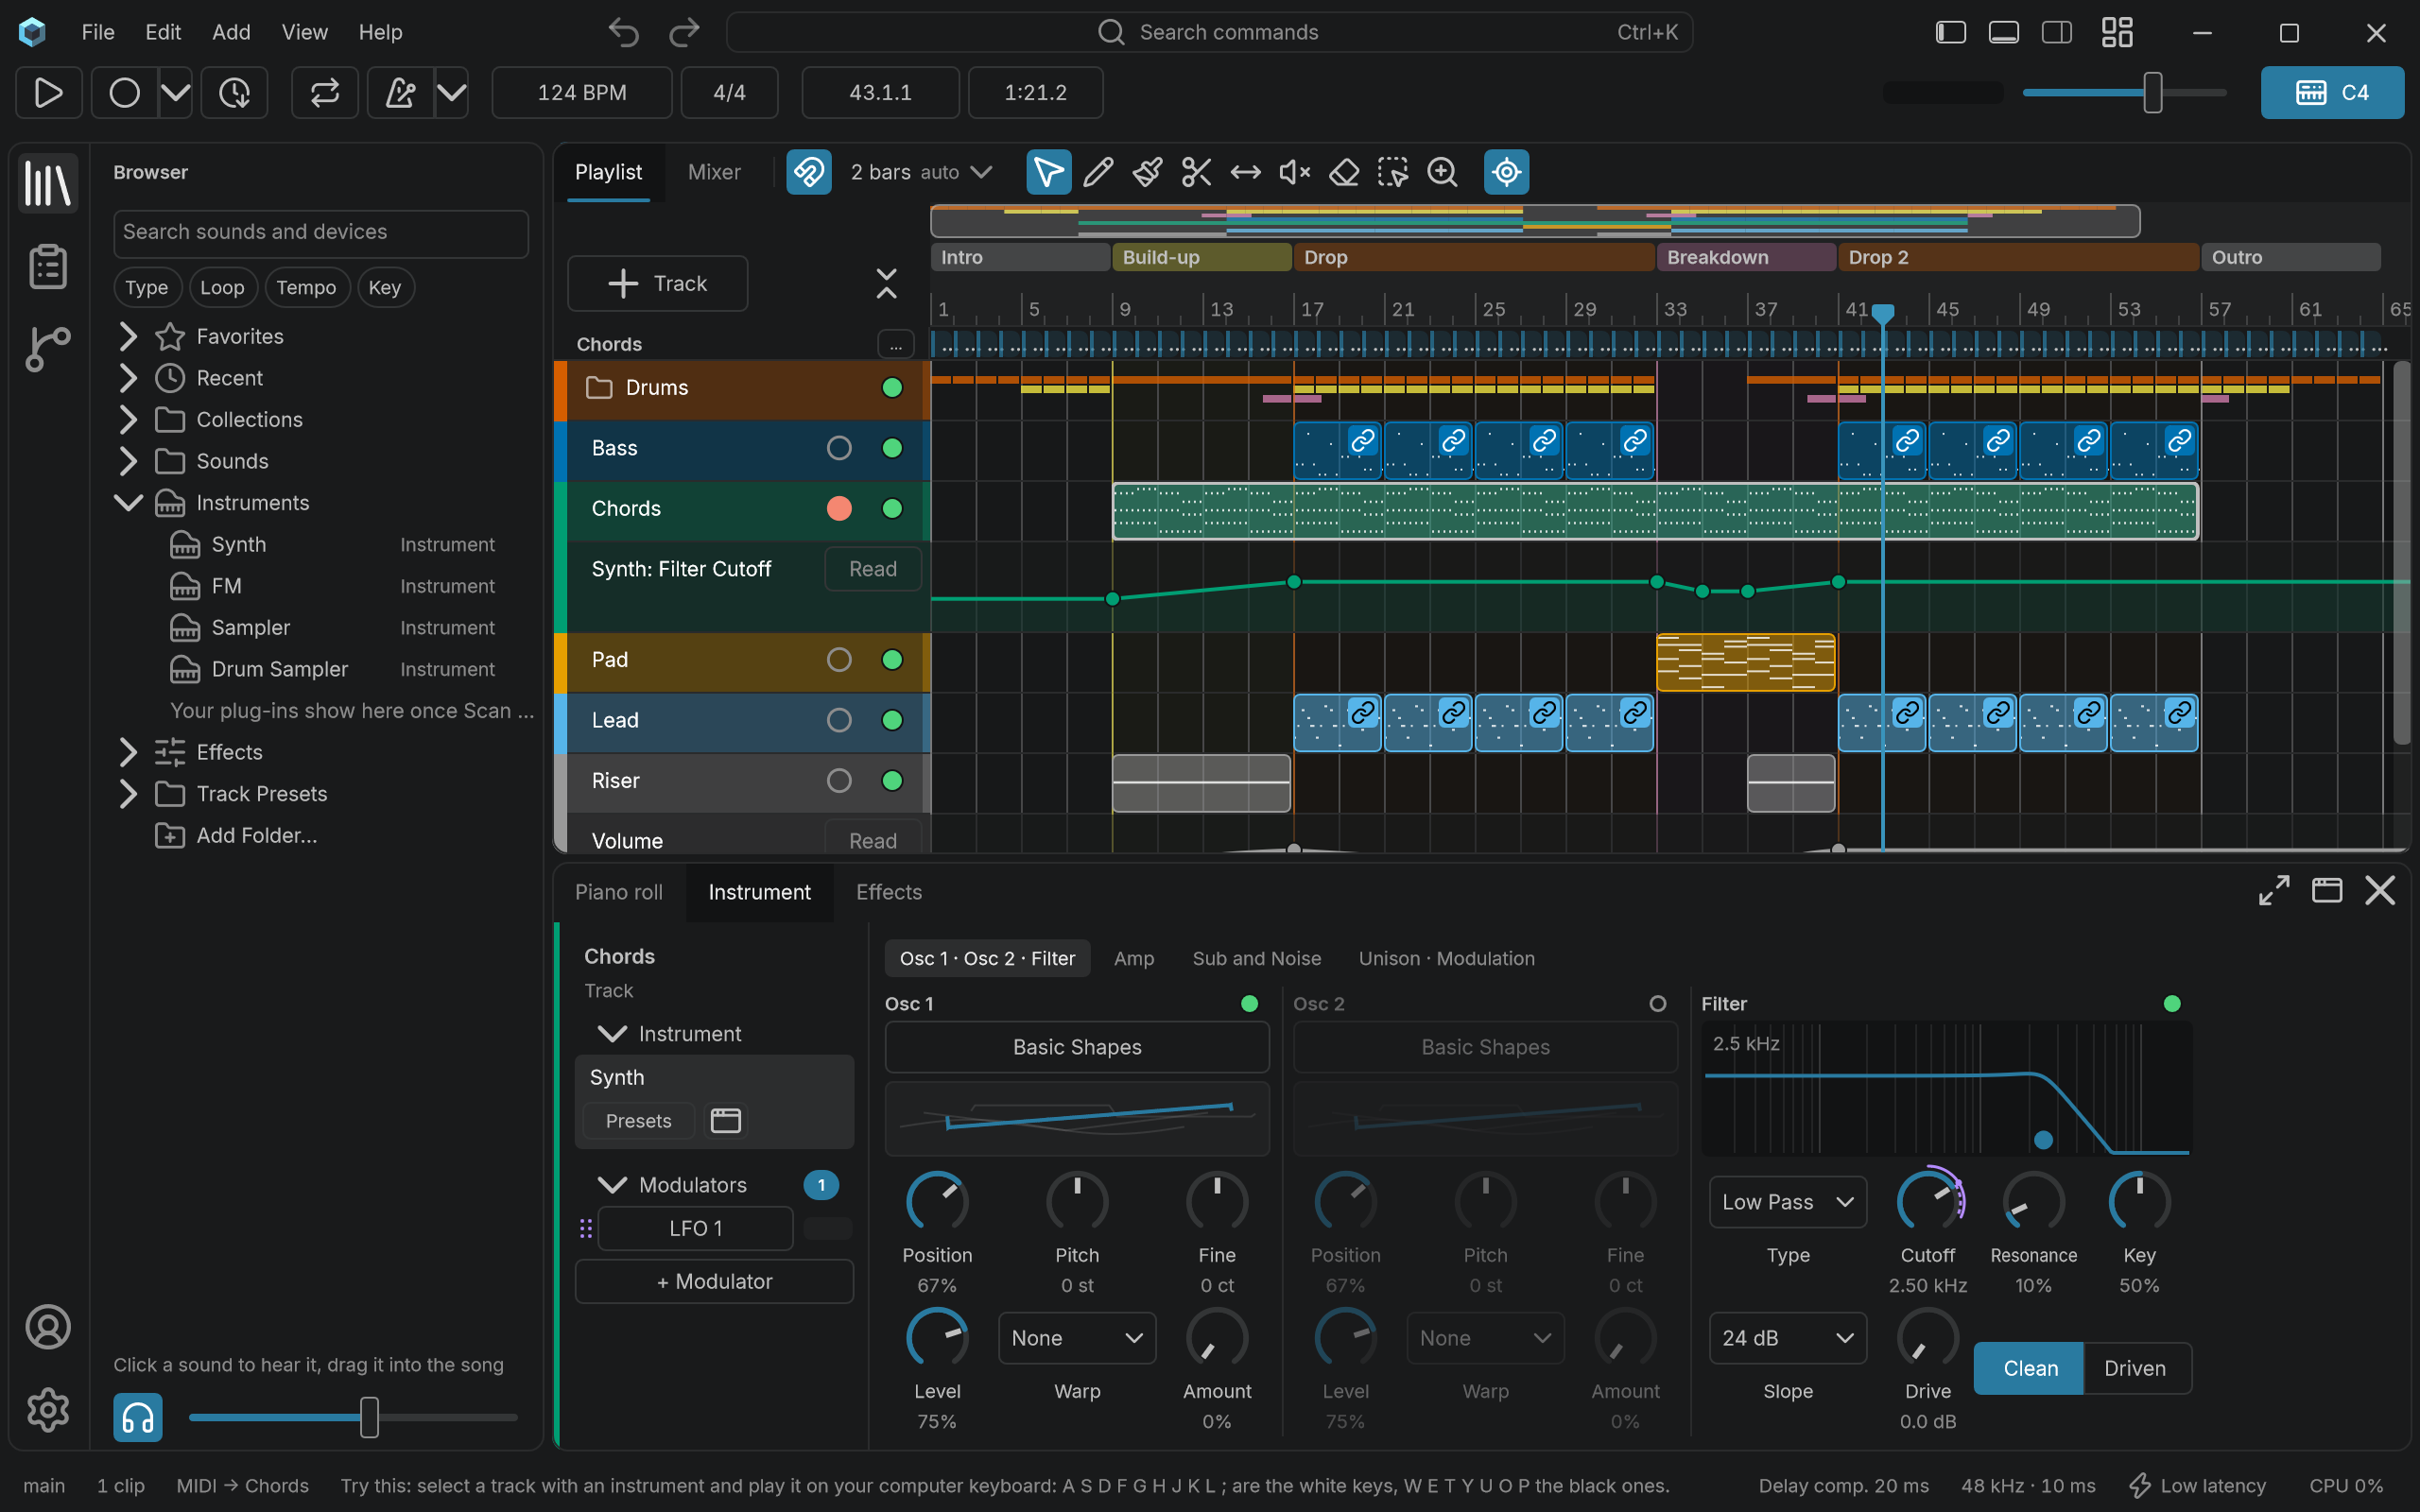 File Edit Add View Help Search commands Ctrl+K
124 BPM 4/4 43.1.1 1:21.2 C4
Browser
Search sounds and devices
Type Loop Tempo Key
Favorites
Recent
Collections
Sounds
Instruments
Synth Instrument
FM Instrument
Sampler Instrument
Drum Sampler Instrument
Your plug-ins show here once Scan ...
Effects
Track Presets
Add Folder...
Click a sound to hear it, drag it into the song
Playlist Mixer 2 bars auto
Intro Build-up Drop Breakdown Drop 2 Outro
Track
1 5 9 13 17 21 25 29 33 37 41 45 49 53 57 61 65
Chords ...
Drums
Bass
Chords
Synth: Filter Cutoff Read
Pad
Lead
Riser
Volume Read
Piano roll Instrument Effects
Chords
Track
Instrument
Synth
Presets
Modulators 1
LFO 1
+ Modulator
Osc 1 · Osc 2 · Filter Amp Sub and Noise Unison · Modulation
Osc 1 Osc 2 Filter
Basic Shapes Basic Shapes 2.5 kHz
Low Pass
Position Pitch Fine Position Pitch Fine Type Cutoff Resonance Key
67% 0 st 0 ct 67% 0 st 0 ct 2.50 kHz 10% 50%
None None 24 dB Clean Driven
Level Warp Amount Level Warp Amount Slope Drive
75% 0% 75% 0% 0.0 dB
main 1 clip MIDI → Chords Try this: select a track with an instrument and play it on your computer keyboard: A S D F G H J K L ; are the white keys, W E T Y U O P the black ones. Delay comp. 20 ms 48 kHz · 10 ms Low latency CPU 0%